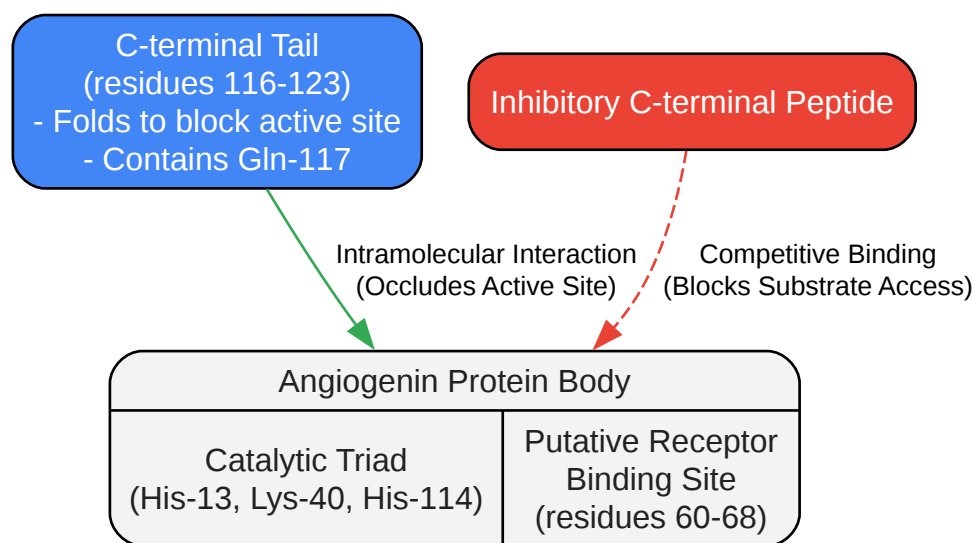 C-terminal Tail
(residues 116-123)
- Folds to block active site
- Contains Gln-117
Inhibitory C-terminal Peptide
Intramolecular Interaction
(Occludes Active Site)
Competitive Binding
(Blocks Substrate Access)
Angiogenin Protein Body
Catalytic Triad
(His-13, Lys-40, His-114)
Putative Receptor
Binding Site
(residues 60-68)